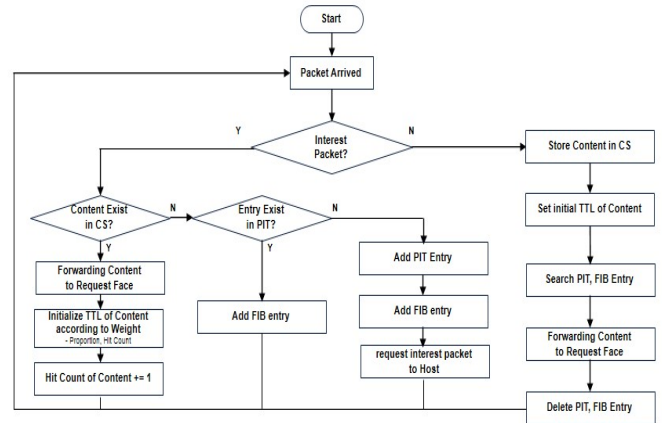 Start
Packet Arrived
Interest
Packet?
Y
N
Store Content in CS
Content Exist
in CS?
N
Entry Exist
in PIT?
N
Set initial TTL of Content
Y
Y
Forwarding Content
to Request Face
Add PIT Entry
Search PIT, FIB Entry
Initialize TTL of Content
according to Weight
- Proportion, Hit Count
Add FIB entry
Add FIB entry
Forwarding Content
to Request Face
Hit Count of Content += 1
request interest packet
to Host
Delete PIT, FIB Entry